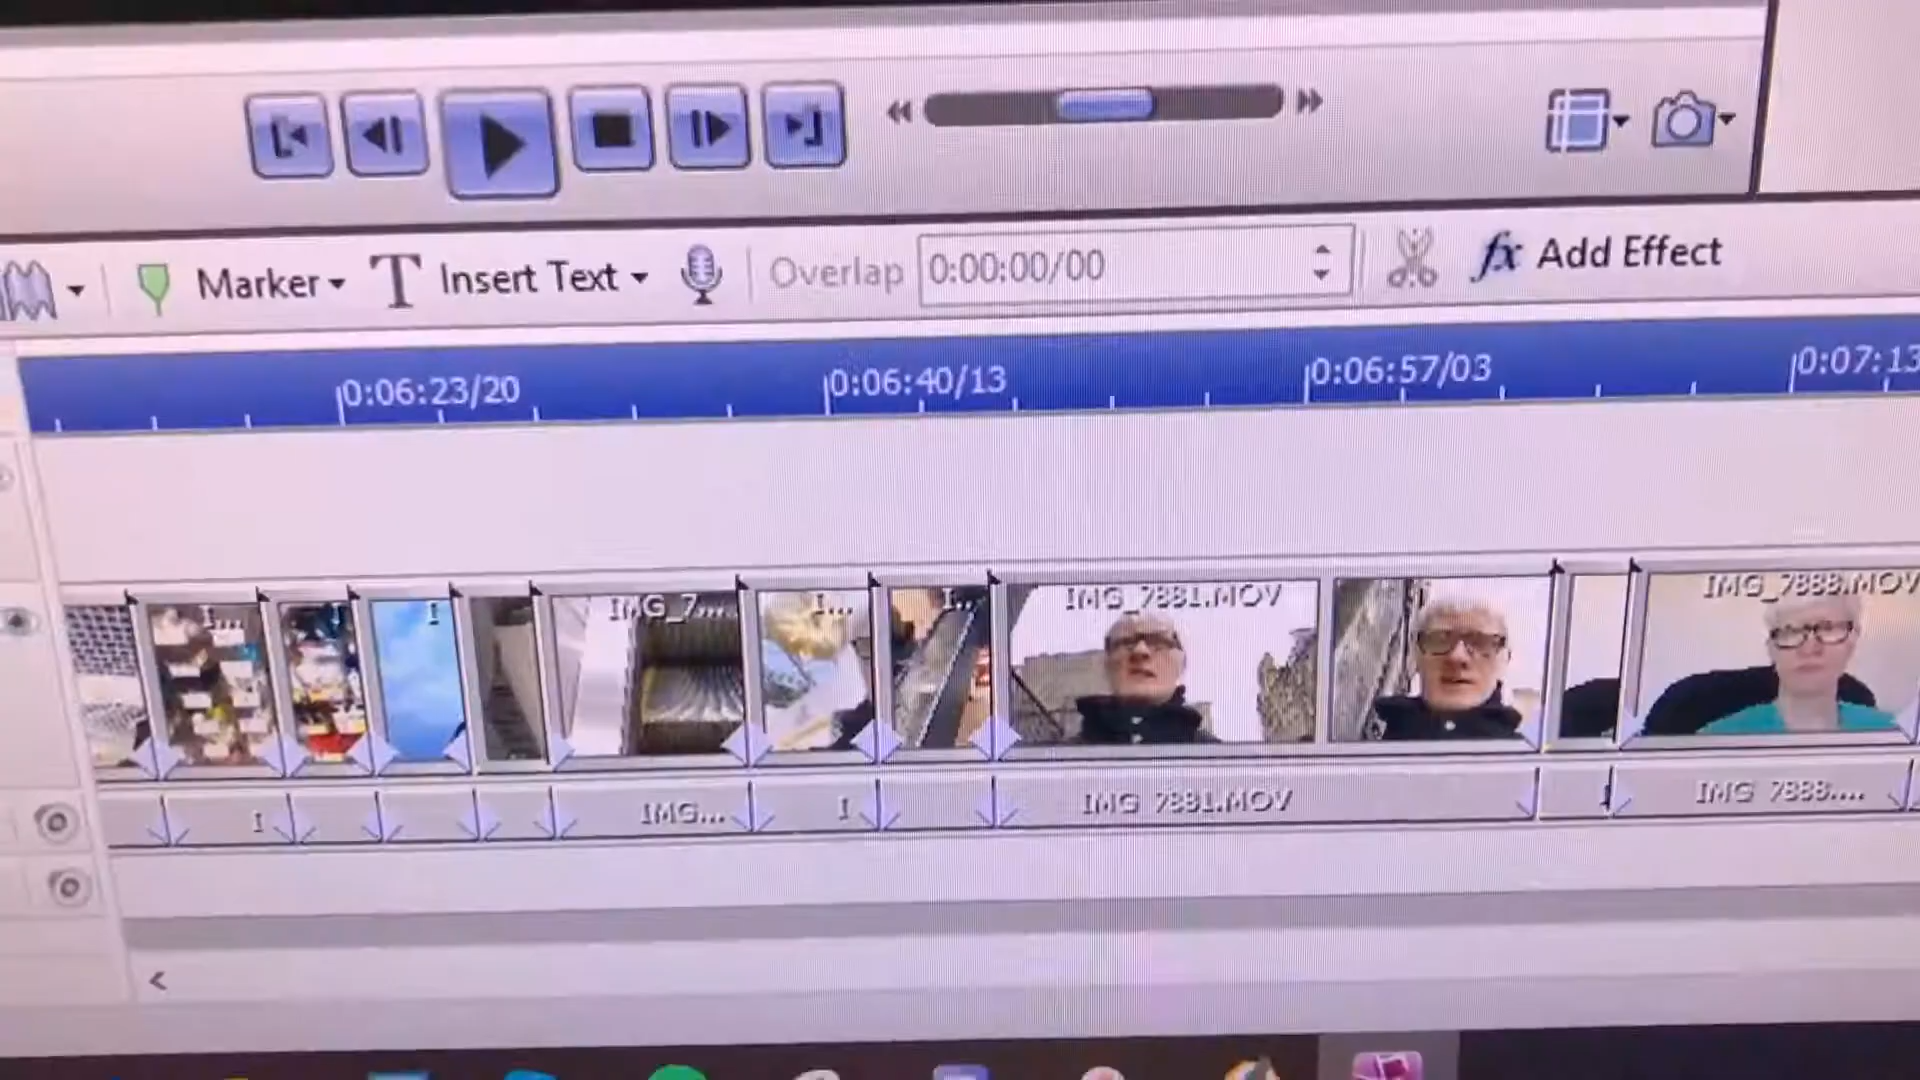 Marker
Insert Text
Overlap
0:00:00/00
fx Add Effect
0:06:23/20
0:06:40/13
0:06:57/03
0:07:13
I...
I
I
IMG_7....
I...
I..
IMG_7881.MOV
IMG_7888.MOV
I
IMG...
I
IMG 7881.MOV
IMG 7888....